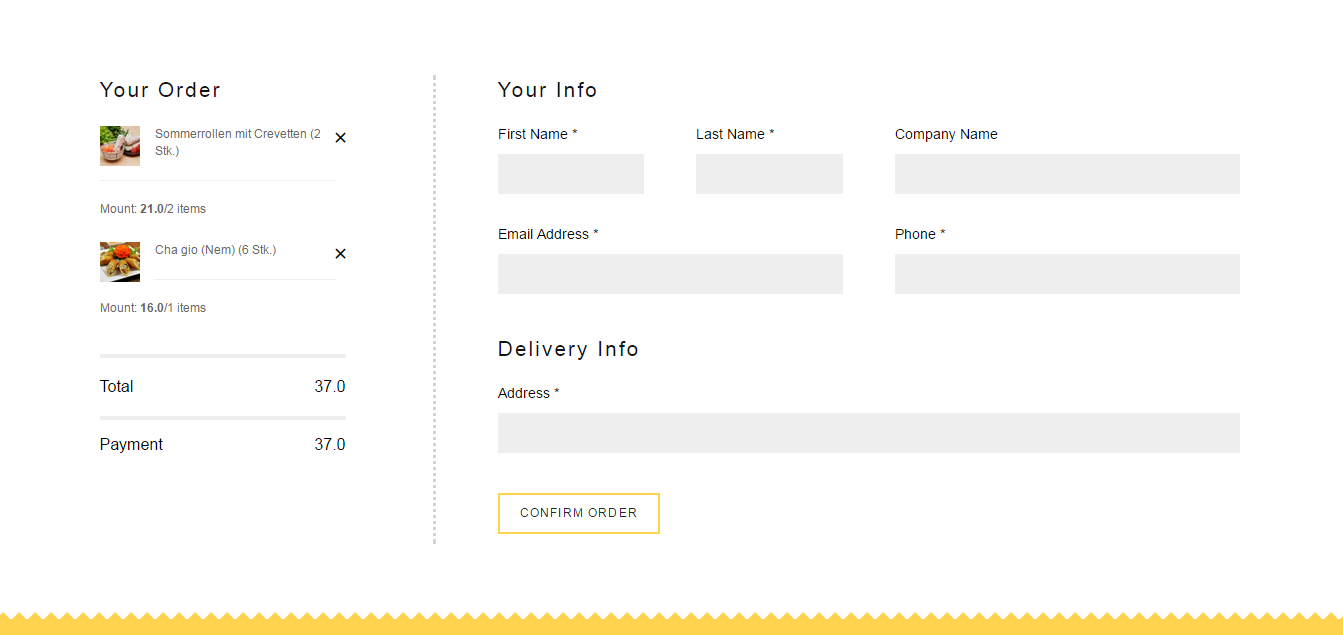 Your Order
Sommerrollen mit Crevetten (2
Stk.)
Mount: 21.0/2 items
Cha gio (Nem) (6 Stk.)
Mount: 16.0/1 items
Total 37.0
Payment 37.0
Your Info
First Name * Last Name * Company Name
Email Address * Phone *
Delivery Info
Address *
CONFIRM ORDER